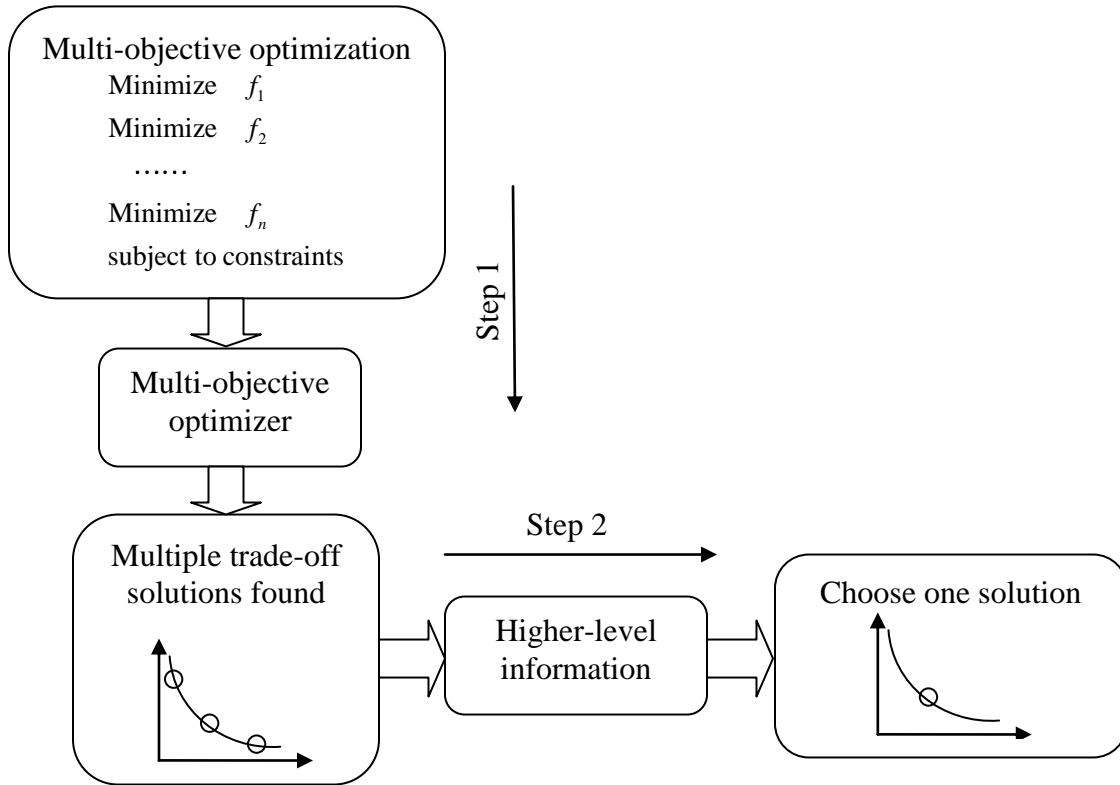 Multi-objective optimization
Minimize f₁
Minimize f₂
……
Minimize fₙ
subject to constraints
Step 1
Multi-objective
optimizer
Step 2
Multiple trade-off
solutions found
Higher-level
information
Choose one solution